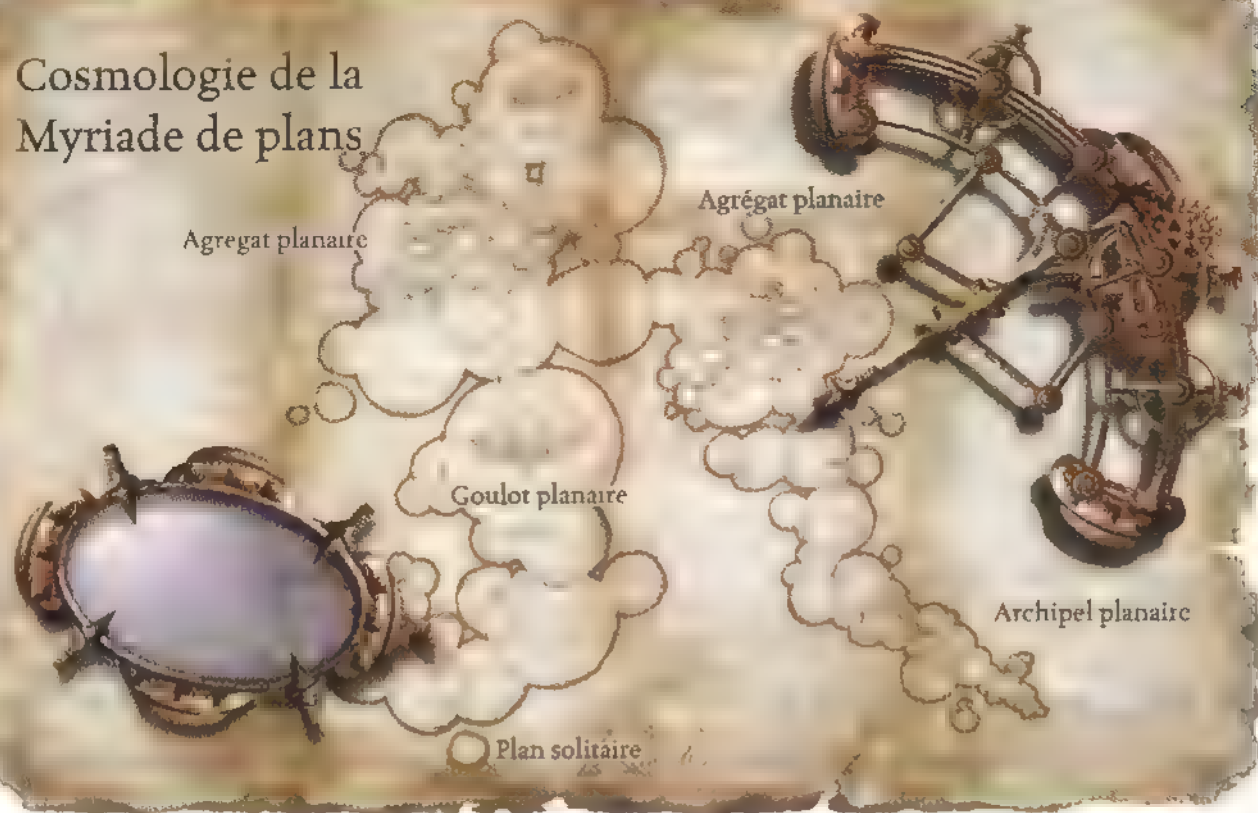 Cosmologie de la
Myriade de plans
Agrégat planaire
Agregat planaire
Goulot planaire
Archipel planaire
Plan solitaire